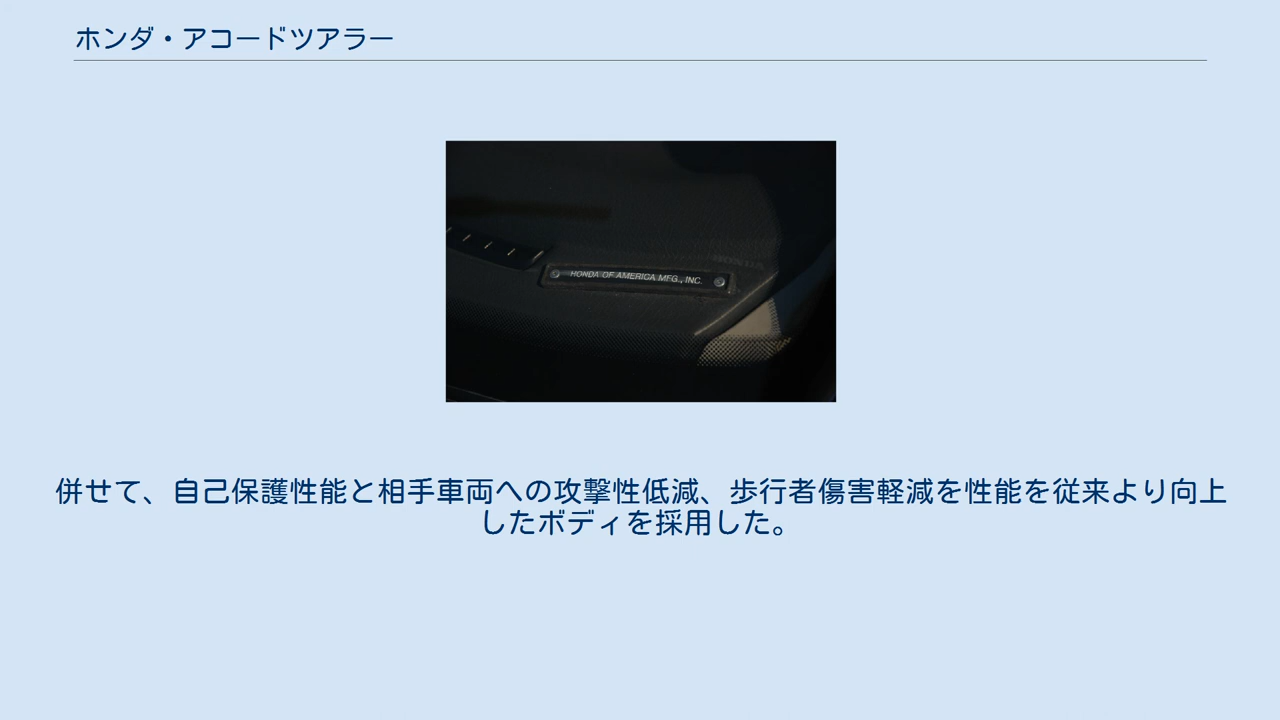 ホンダ・アコードツアラー
HONDA OF AMERICA MFG., INC.
併せて、自己保護性能と相手車両への攻撃性低減、歩行者傷害軽減を性能を従来より向上
したボディを採用した。